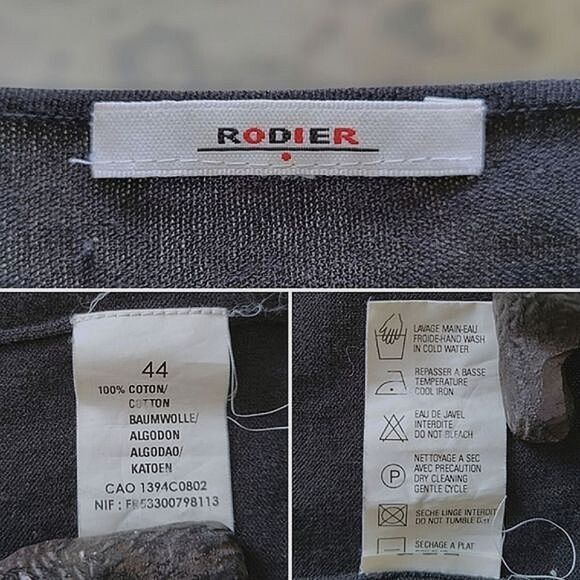 RODIER
44
100% COTON/
COTTON
BAUMWOLLE/
ALGODON
ALGODAO/
KATOEN
CAO 1394C0802
NIF : FR53300798113
LAVAGE MAIN-EAU
FROIDE-HAND WASH
IN COLD WATER
REPASSER A BASSE
TEMPERATURE
COOL IRON
EAU DE JAVEL
INTERDITE
DO NOT BLEACH
P
NETTOYAGE A SEC
AVEC PRECAUTION
DRY CLEANING
GENTLE CYCLE
SECHE LINGE INTERDIT
DO NOT TUMBLE DRY
SECHAGE A PLAT